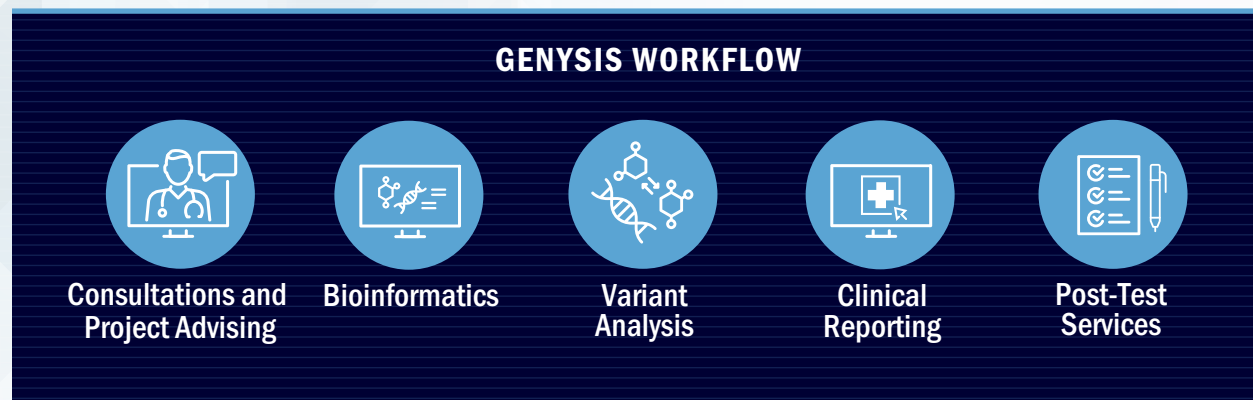 GENYSIS WORKFLOW
Consultations and
Project Advising
Bioinformatics
Variant
Analysis
Clinical
Reporting
Post-Test
Services